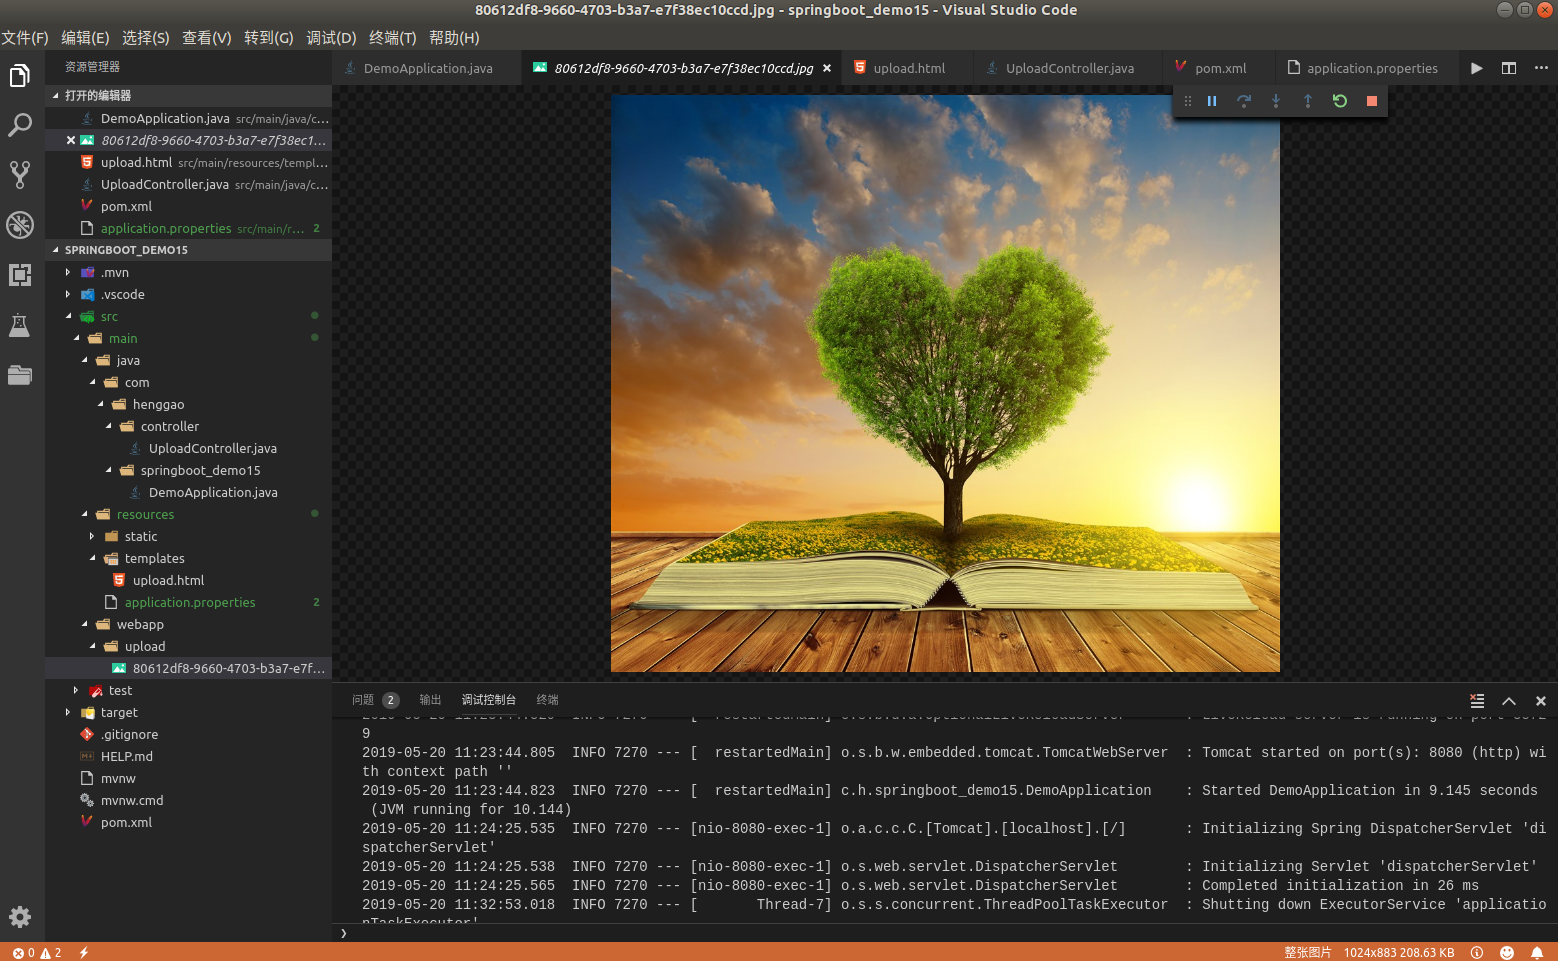 80612df8-9660-4703-b3a7-e7f38ec10ccd.jpg - springboot_demo15 - Visual Studio Code
文件(F) 编辑(E) 选择(S) 查看(V) 转到(G) 调试(D) 终端(T) 帮助(H)
资源管理器
DemoApplication.java 80612df8-9660-4703-b3a7-e7f38ec10ccd.jpg upload.html UploadController.java pom.xml application.properties
打开的编辑器
DemoApplication.java src/main/java/c...
80612df8-9660-4703-b3a7-e7f38ec1...
upload.html src/main/resources/templ...
UploadController.java src/main/java/c...
pom.xml
application.properties src/main/r... 2
SPRINGBOOT_DEMO15
.mvn
.vscode
src
main
java
com
henggao
controller
UploadController.java
springboot_demo15
DemoApplication.java
resources
static
templates
upload.html
application.properties 2
webapp
upload
80612df8-9660-4703-b3a7-e7f...
test
target
.gitignore
HELP.md
mvnw
mvnw.cmd
pom.xml
问题 2 输出 调试控制台 终端
9
2019-05-20 11:23:44.805 INFO 7270 --- [ restartedMain] o.s.b.w.embedded.tomcat.TomcatWebServer : Tomcat started on port(s): 8080 (http) wi
th context path ''
2019-05-20 11:23:44.823 INFO 7270 --- [ restartedMain] c.h.springboot_demo15.DemoApplication : Started DemoApplication in 9.145 seconds
(JVM running for 10.144)
2019-05-20 11:24:25.535 INFO 7270 --- [nio-8080-exec-1] o.a.c.c.C.[Tomcat].[localhost].[/] : Initializing Spring DispatcherServlet 'di
spatcherServlet'
2019-05-20 11:24:25.538 INFO 7270 --- [nio-8080-exec-1] o.s.web.servlet.DispatcherServlet : Initializing Servlet 'dispatcherServlet'
2019-05-20 11:24:25.565 INFO 7270 --- [nio-8080-exec-1] o.s.web.servlet.DispatcherServlet : Completed initialization in 26 ms
2019-05-20 11:32:53.018 INFO 7270 --- [ Thread-7] o.s.s.concurrent.ThreadPoolTaskExecutor : Shutting down ExecutorService 'applicatio
nTaskExecutor'
0 2 整张图片 1024x883 208.63 KB